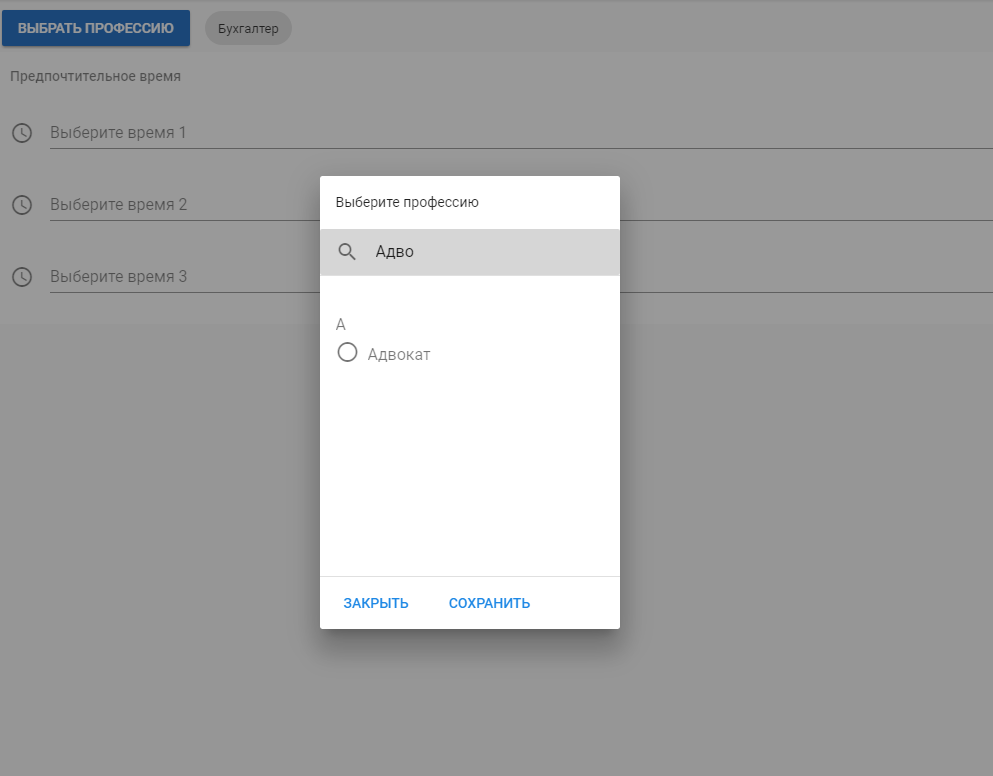 ВЫБРАТЬ ПРОФЕССИЮ
Бухгалтер
Предпочтительное время
Выберите время 1
Выберите время 2
Выберите время 3
Выберите профессию
Адво
А
Адвокат
ЗАКРЫТЬ
СОХРАНИТЬ